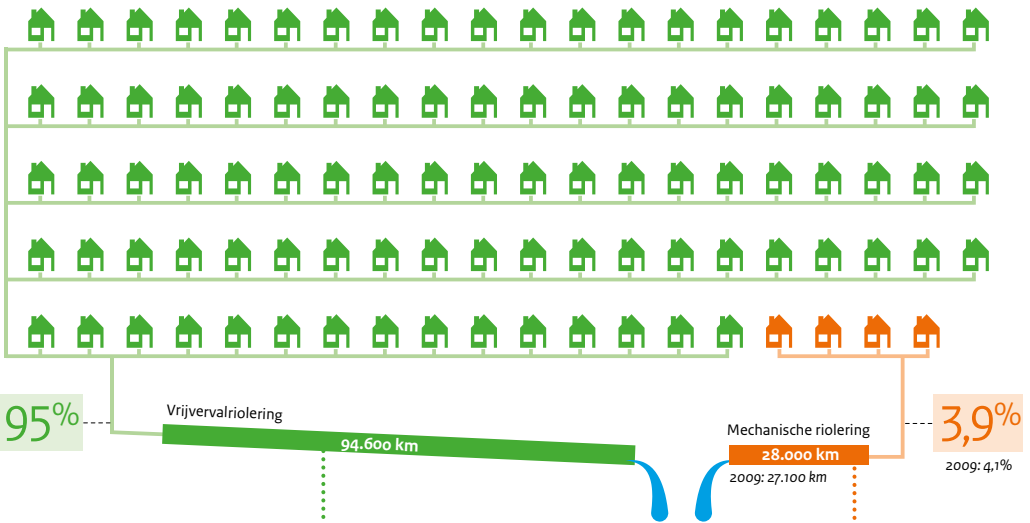 95%
Vrijvervalriolering
94.600 km
Mechanische riolering
28.000 km
2009: 27.100 km
3,9%
2009: 4,1%